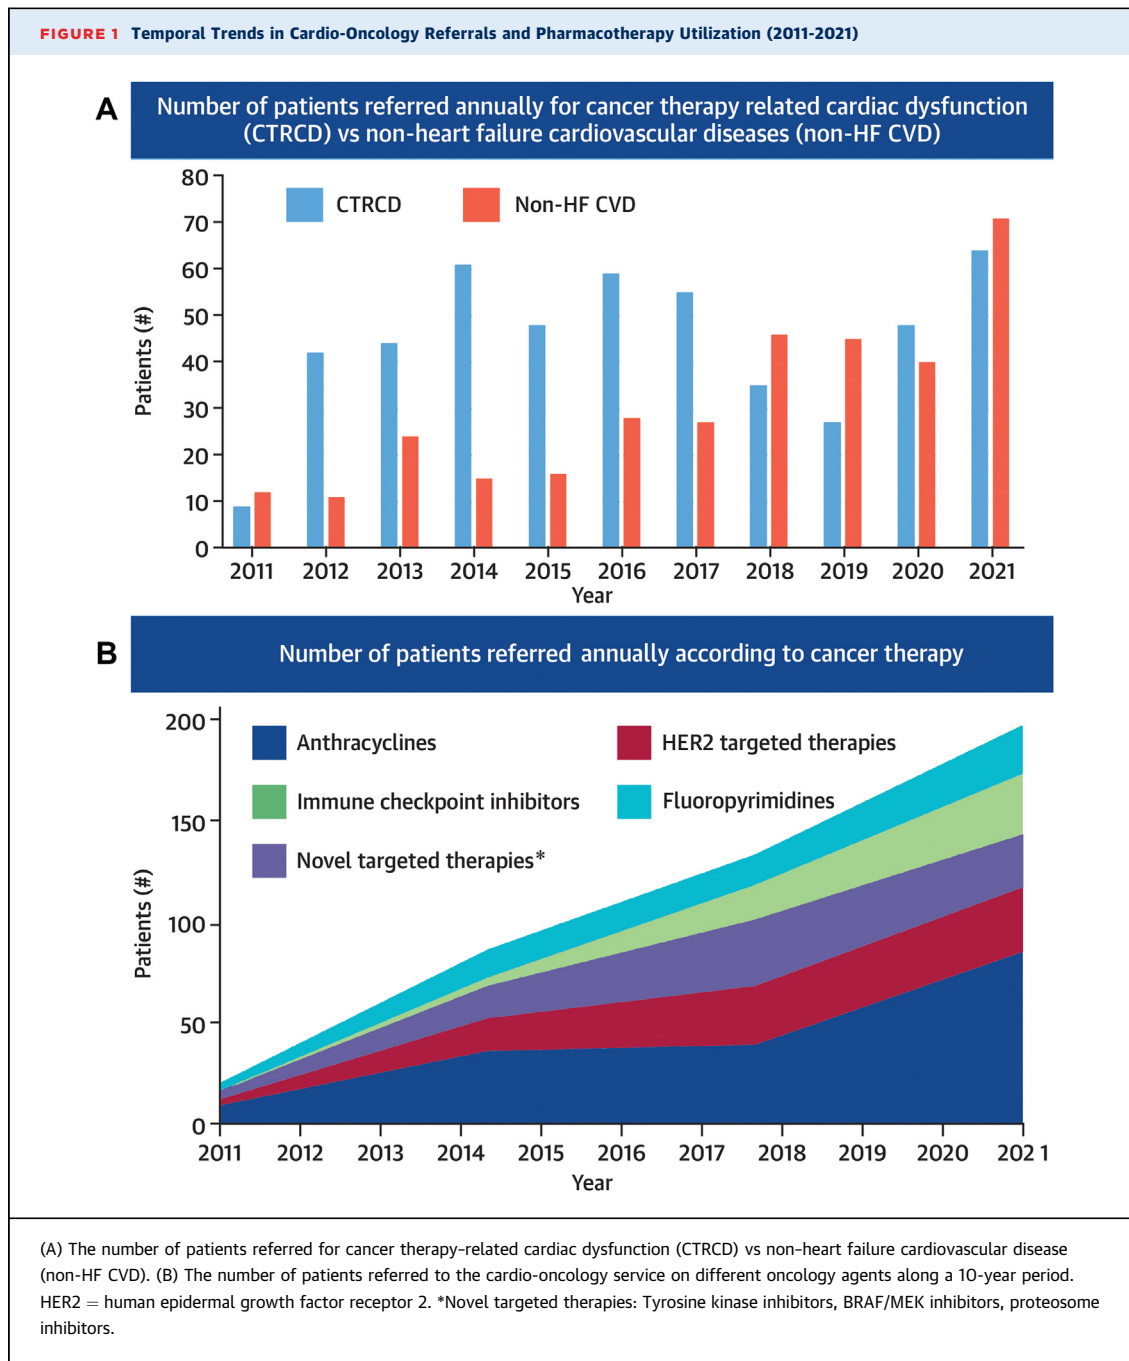 FIGURE 1 Temporal Trends in Cardio-Oncology Referrals and Pharmacotherapy Utilization (2011-2021)
A
Number of patients referred annually for cancer therapy related cardiac dysfunction
(CTRCD) vs non-heart failure cardiovascular diseases (non-HF CVD)
80
70
60
50
40
30
20
10
0
Patients (#)
CTRCD
Non-HF CVD
2011 2012 2013 2014 2015 2016 2017 2018 2019 2020 2021
Year
B
Number of patients referred annually according to cancer therapy
200
150
100
50
0
Patients (#)
Anthracyclines
HER2 targeted therapies
Immune checkpoint inhibitors
Fluoropyrimidines
Novel targeted therapies*
2011 2012 2013 2014 2015 2016 2017 2018 2019 2020 202 1
Year
(A) The number of patients referred for cancer therapy-related cardiac dysfunction (CTRCD) vs non-heart failure cardiovascular disease
(non-HF CVD). (B) The number of patients referred to the cardio-oncology service on different oncology agents along a 10-year period.
HER2 = human epidermal growth factor receptor 2. *Novel targeted therapies: Tyrosine kinase inhibitors, BRAF/MEK inhibitors, proteosome
inhibitors.